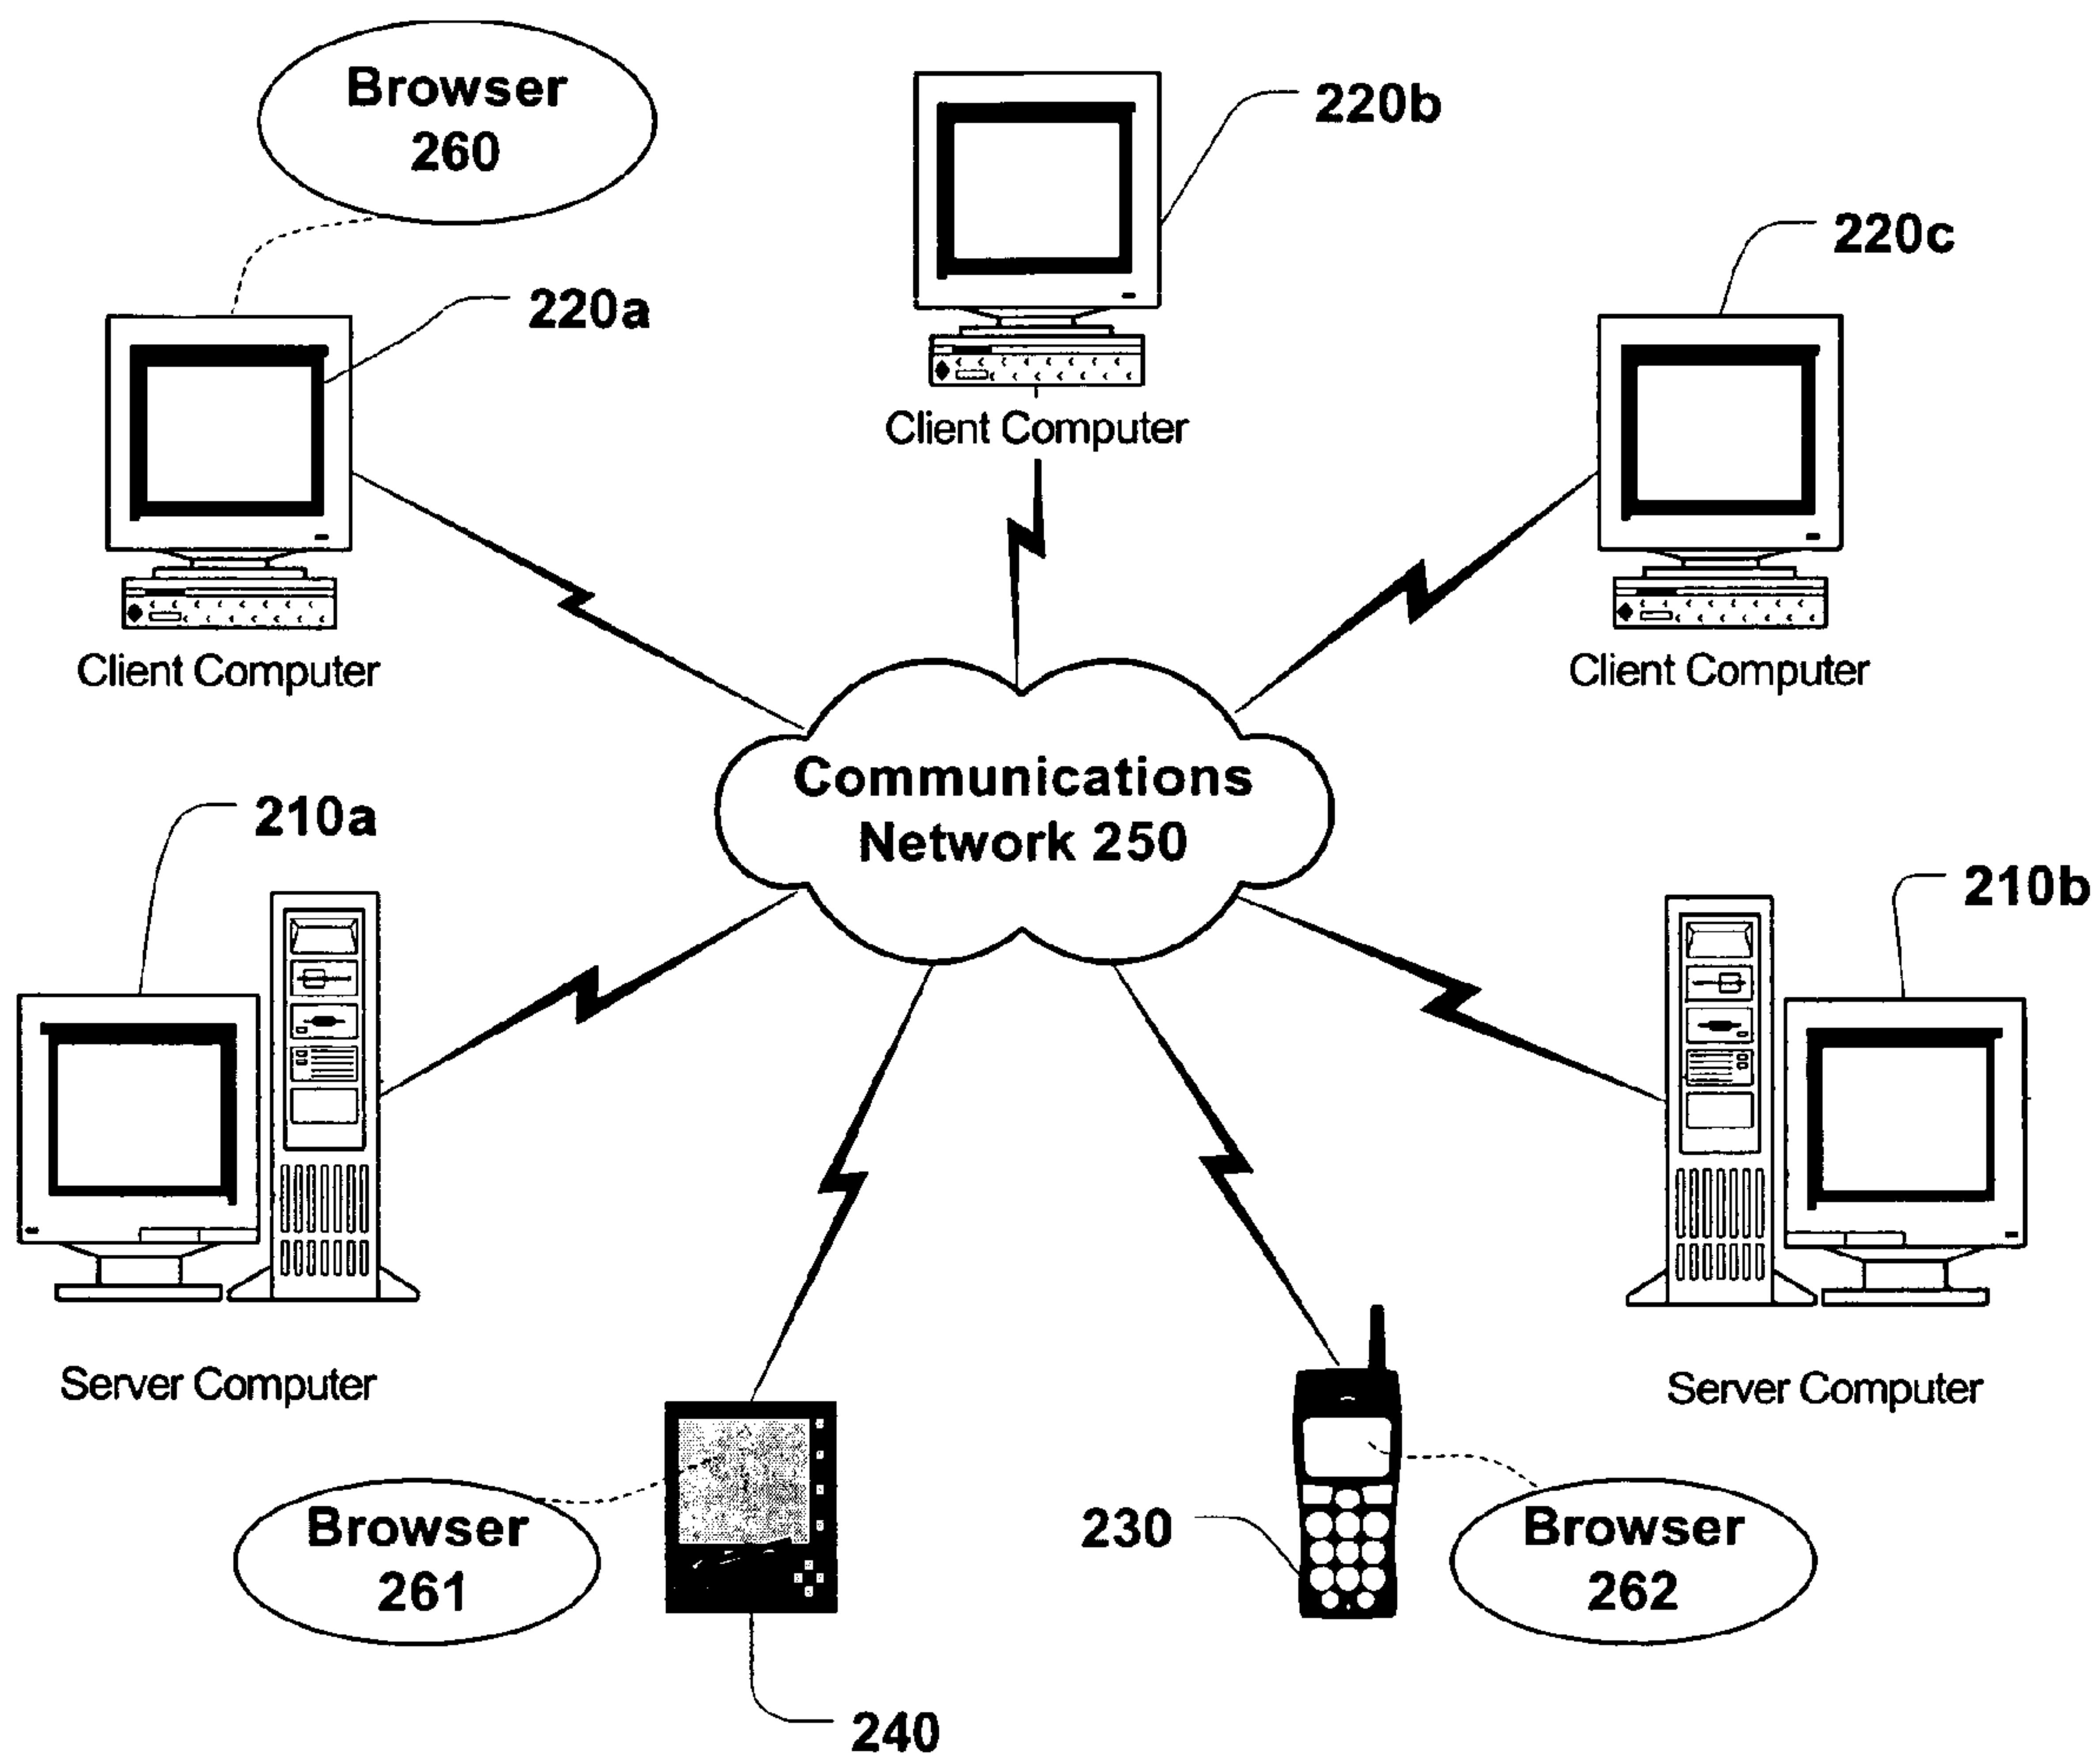 Browser
260
220b
220c
220a
Client Computer
Client Computer
Client Computer
Communications
Network 250
210a
210b
Server Computer
Server Computer
Browser
261
230
Browser
262
240